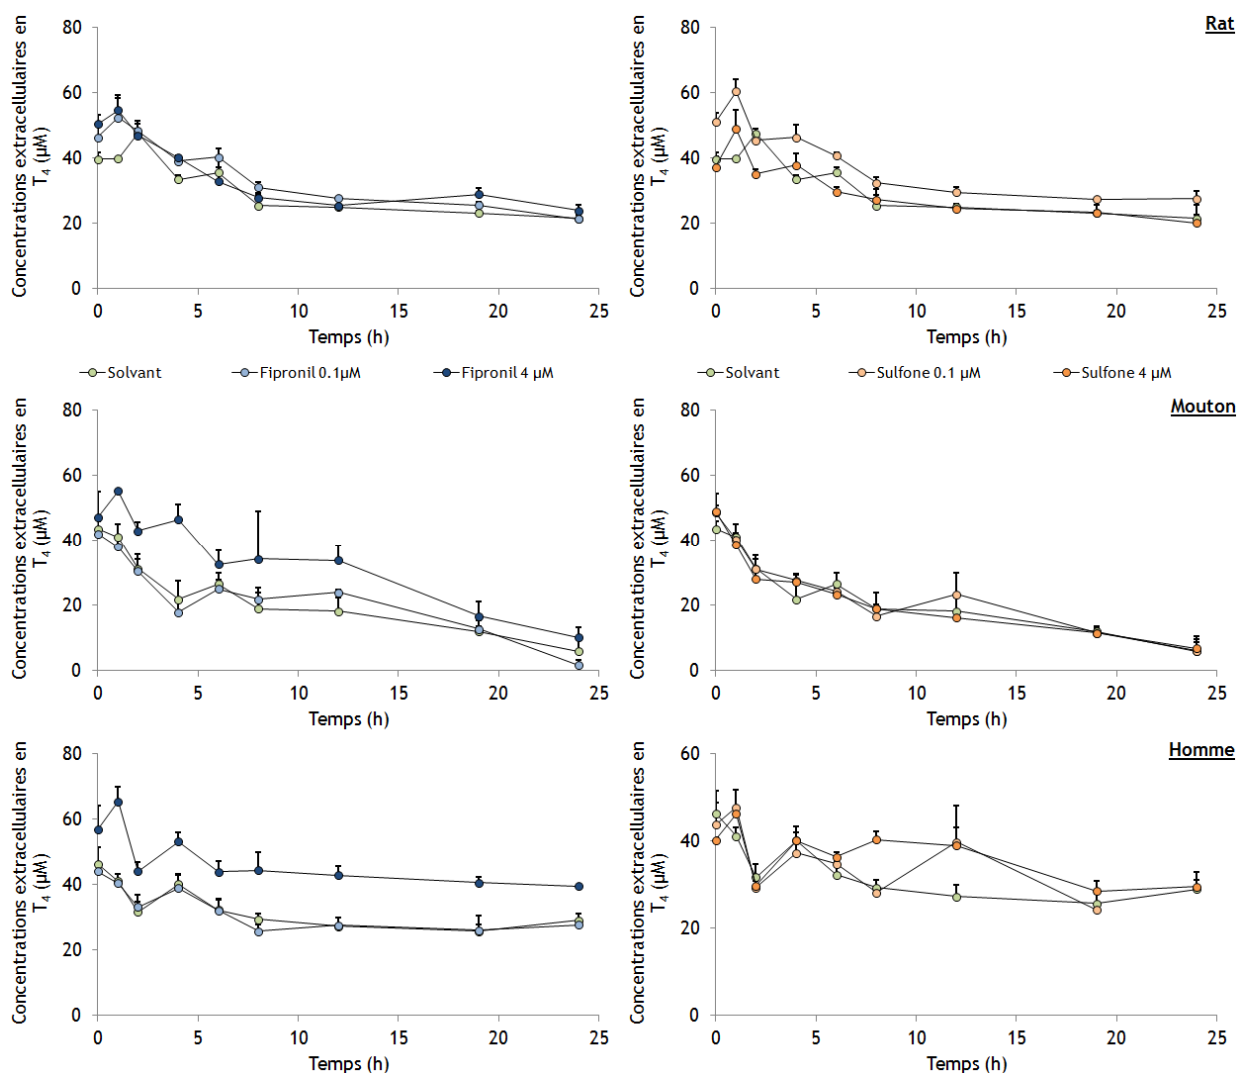 Rat
Concentrations extracellulaires en
T₄ (µM)
80
60
40
20
0
0 5 10 15 20 25
Temps (h)
Concentrations extracellulaires en
T₄ (µM)
80
60
40
20
0
0 5 10 15 20 25
Temps (h)
Solvant Fipronil 0.1µM Fipronil 4 µM
Solvant Sulfone 0.1 µM Sulfone 4 µM
Mouton
Concentrations extracellulaires en
T₄ (µM)
80
60
40
20
0
0 5 10 15 20 25
Temps (h)
Concentrations extracellulaires en
T₄ (µM)
80
60
40
20
0
0 5 10 15 20 25
Temps (h)
Homme
Concentrations extracellulaires en
T₄ (µM)
80
60
40
20
0
0 5 10 15 20 25
Temps (h)
Concentrations extracellulaires en
T₄ (µM)
60
40
20
0
0 5 10 15 20 25
Temps (h)